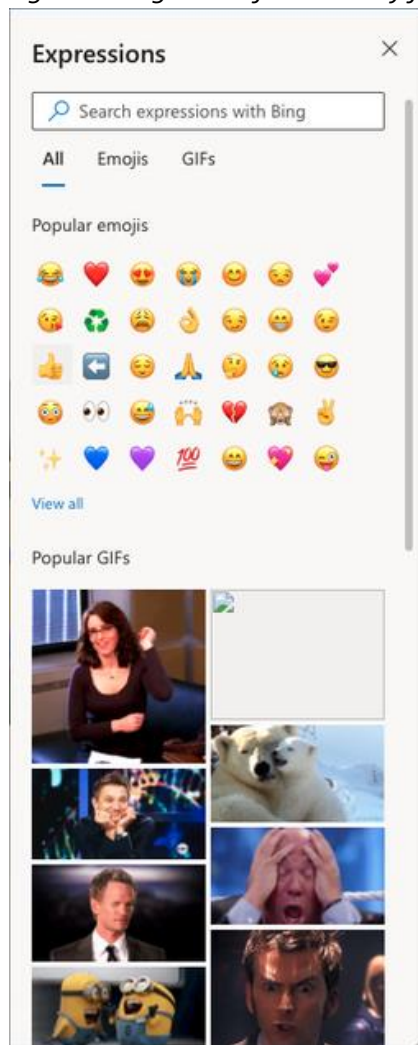 Expressions
Search expressions with Bing
All Emojis GIFs
Popular emojis
💯
View all
Popular GIFs